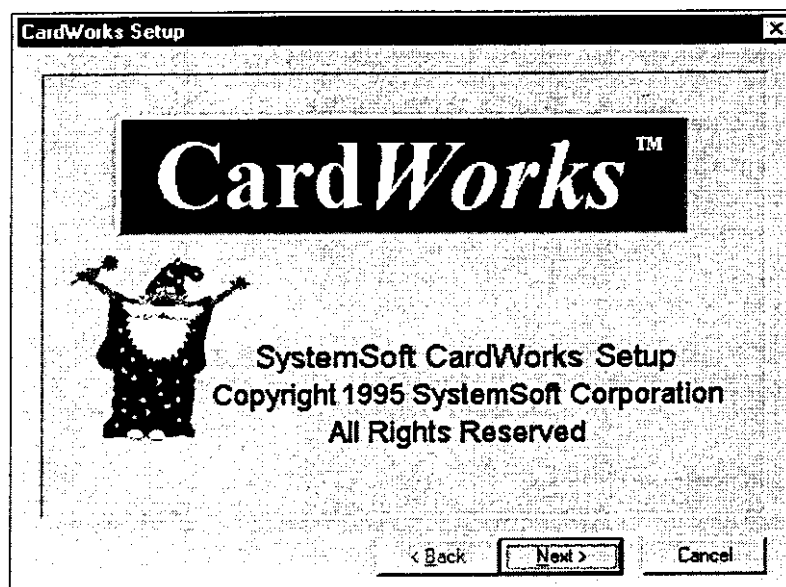 CardWorks Setup
CardWorks™
SystemSoft CardWorks Setup
Copyright 1995 SystemSoft Corporation
All Rights Reserved
< Back Next > Cancel